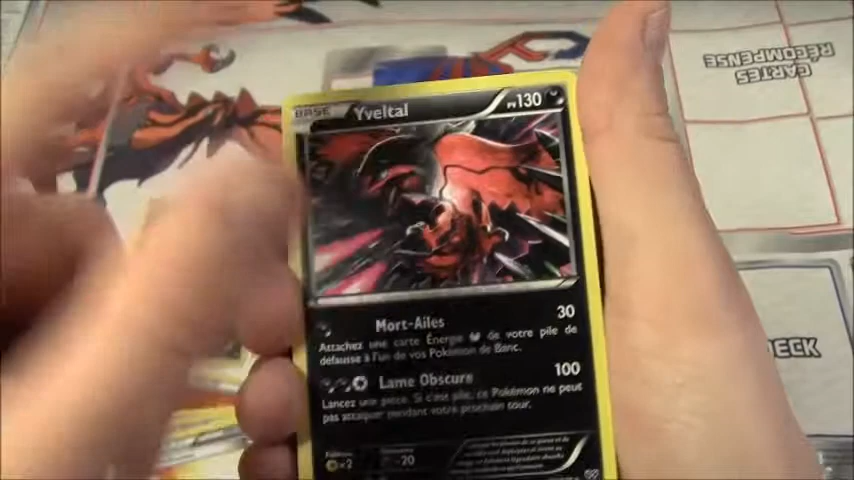 CARTES
RÉCOMPENSE
BASE Yveltal PV130
Mort-Ailes 30
Attachez une carte Énergie de votre pile de
défausse à l'un de vos Pokémon de Banc.
Lame Obscure 100
Lancez une pièce. Si c'est pile, ce Pokémon ne peut
pas attaquer pendant votre prochain tour.
×2 -20
DECK